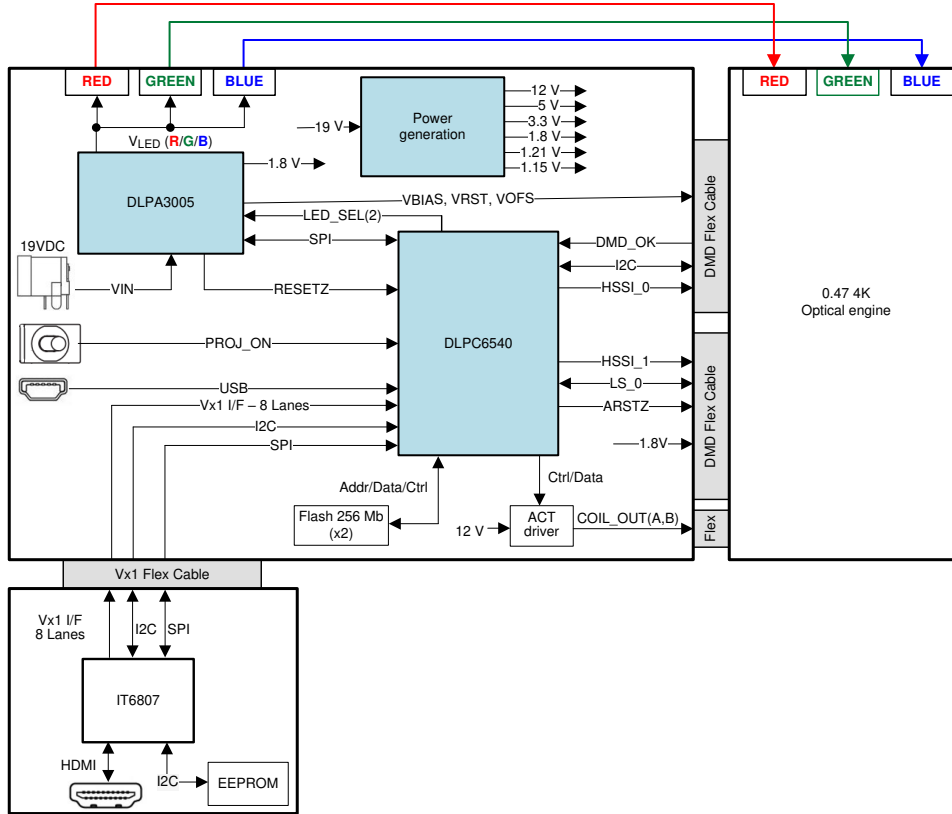 RED
GREEN
BLUE
RED
GREEN
BLUE
VLED (R/G/B)
DLPA3005
1.8 V
19 V
Power
generation
12 V
5 V
3.3 V
1.8 V
1.21 V
1.15 V
VBIAS, VRST, VOFS
LED_SEL(2)
SPI
19VDC
VIN
RESETZ
PROJ_ON
USB
Vx1 I/F – 8 Lanes
I2C
SPI
DLPC6540
DMD_OK
I2C
HSSI_0
HSSI_1
LS_0
ARSTZ
1.8V
DMD Flex Cable
DMD Flex Cable
Flex
0.47 4K
Optical engine
Addr/Data/Ctrl
Flash 256 Mb
(x2)
Ctrl/Data
12 V
ACT
driver
COIL_OUT(A,B)
Vx1 Flex Cable
Vx1 I/F
8 Lanes
I2C
SPI
IT6807
HDMI
I2C
EEPROM